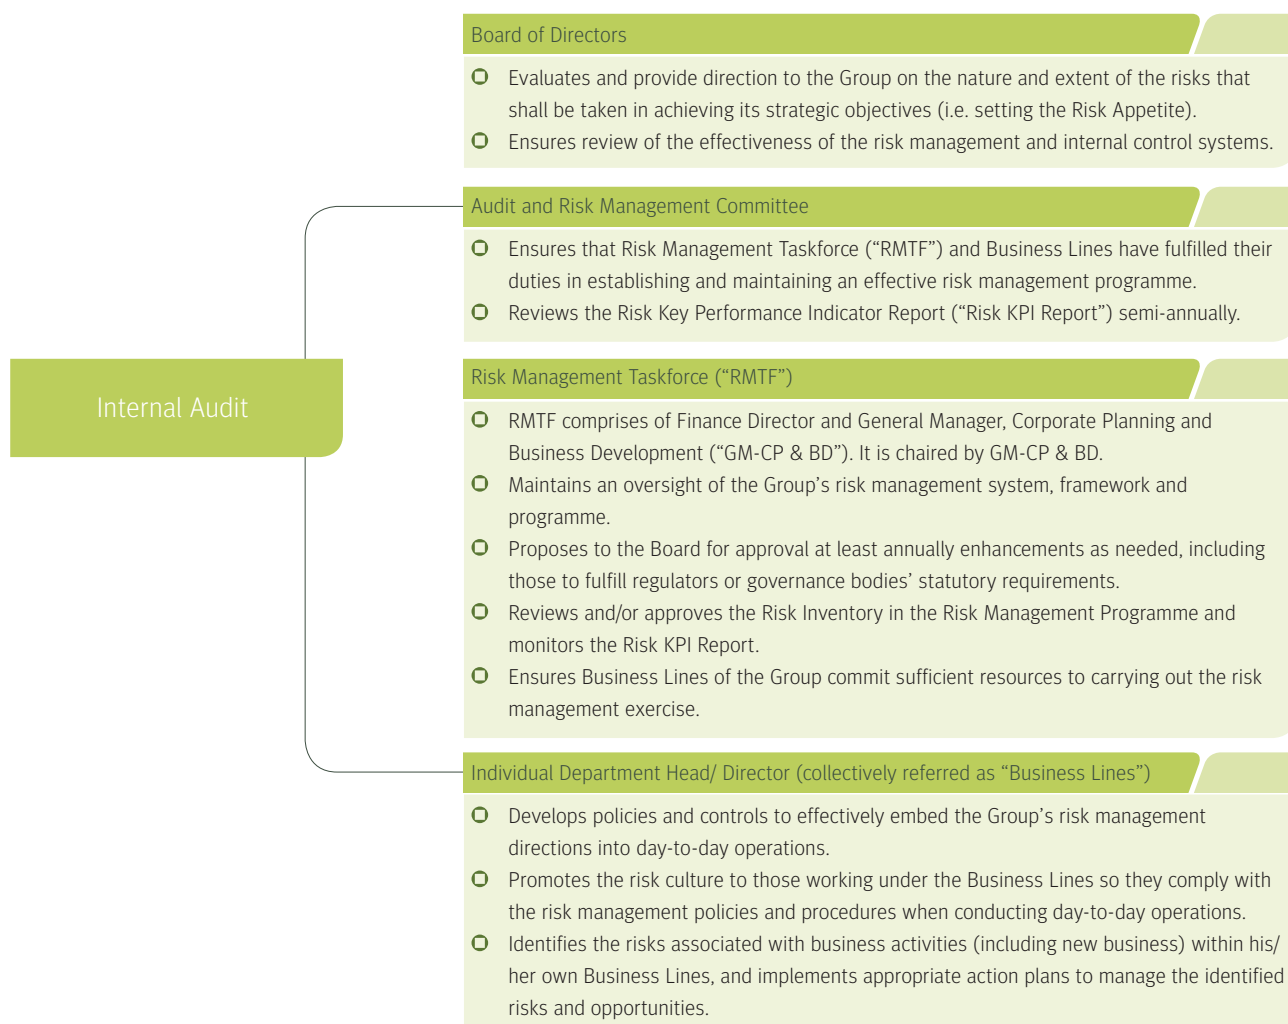 Board of Directors
Evaluates and provide direction to the Group on the nature and extent of the risks that
shall be taken in achieving its strategic objectives (i.e. setting the Risk Appetite).
Ensures review of the effectiveness of the risk management and internal control systems.
Audit and Risk Management Committee
Ensures that Risk Management Taskforce (“RMTF”) and Business Lines have fulfilled their
duties in establishing and maintaining an effective risk management programme.
Reviews the Risk Key Performance Indicator Report (“Risk KPI Report”) semi-annually.
Internal Audit
Risk Management Taskforce (“RMTF”)
RMTF comprises of Finance Director and General Manager, Corporate Planning and
Business Development (“GM-CP & BD”). It is chaired by GM-CP & BD.
Maintains an oversight of the Group’s risk management system, framework and
programme.
Proposes to the Board for approval at least annually enhancements as needed, including
those to fulfill regulators or governance bodies’ statutory requirements.
Reviews and/or approves the Risk Inventory in the Risk Management Programme and
monitors the Risk KPI Report.
Ensures Business Lines of the Group commit sufficient resources to carrying out the risk
management exercise.
Individual Department Head/ Director (collectively referred as “Business Lines”)
Develops policies and controls to effectively embed the Group’s risk management
directions into day-to-day operations.
Promotes the risk culture to those working under the Business Lines so they comply with
the risk management policies and procedures when conducting day-to-day operations.
Identifies the risks associated with business activities (including new business) within his/
her own Business Lines, and implements appropriate action plans to manage the identified
risks and opportunities.